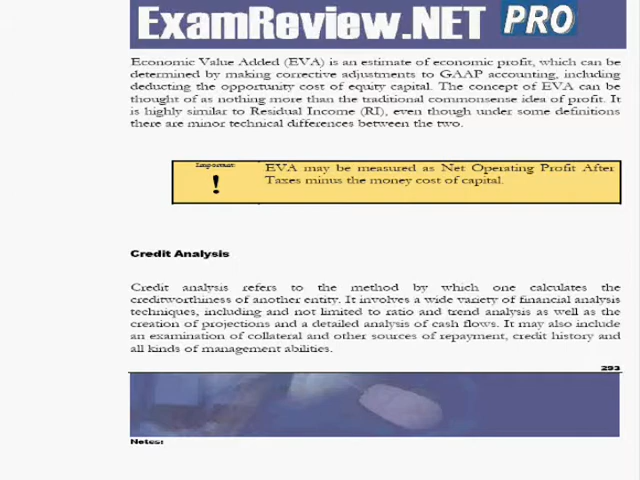 ExamReview.NET PRO
Economic Value Added (EVA) is an estimate of economic profit, which can be
determined by making corrective adjustments to GAAP accounting, including
deducting the opportunity cost of equity capital. The concept of EVA can be
thought of as nothing more than the traditional commonsense idea of profit. It
is highly similar to Residual Income (RI), even though under some definitions
there are minor technical differences between the two.
Important:
!
EVA may be measured as Net Operating Profit After
Taxes minus the money cost of capital.
Credit Analysis
Credit analysis refers to the method by which one calculates the
creditworthiness of another entity. It involves a wide variety of financial analysis
techniques, including and not limited to ratio and trend analysis as well as the
creation of projections and a detailed analysis of cash flows. It may also include
an examination of collateral and other sources of repayment, credit history and
all kinds of management abilities.
293
Notes: